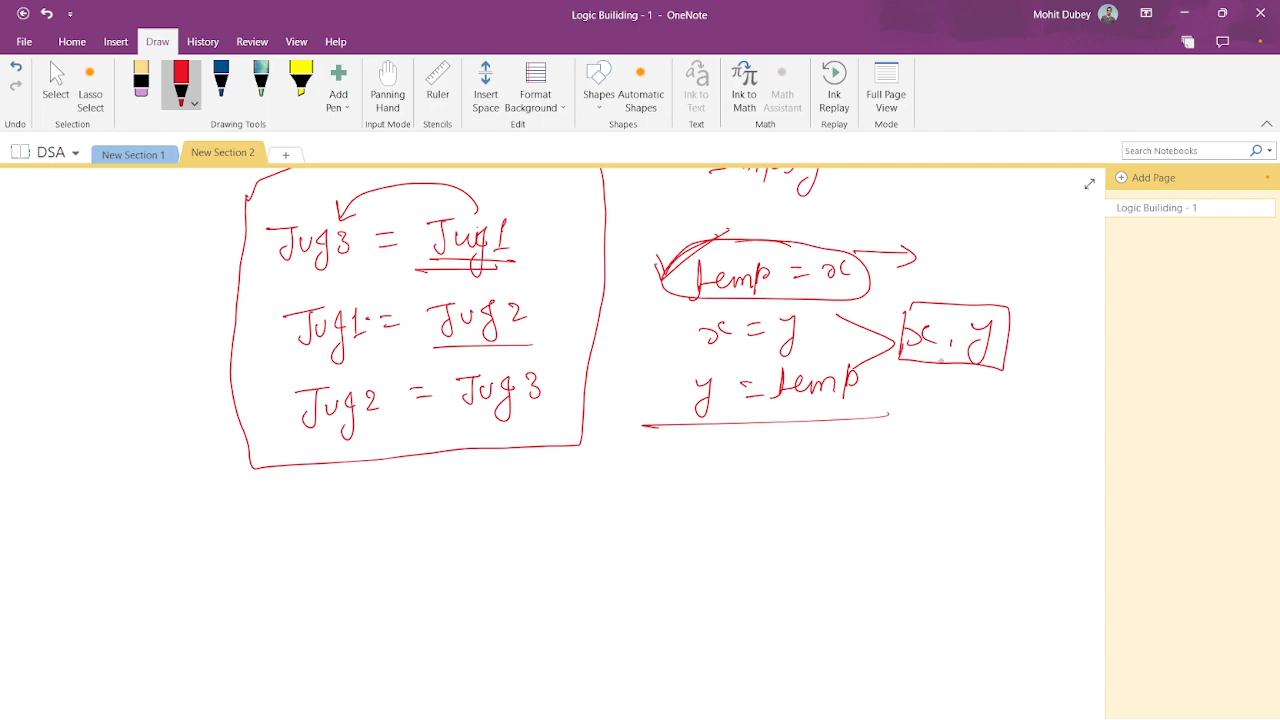 Logic Builiding - 1 - OneNote
Mohit Dubey
File Home Insert Draw History Review View Help
Undo
Select
Lasso Select
Selection
Drawing Tools
Add Pen
Panning Hand
Input Mode
Ruler
Stencils
Insert Space
Format Background
Edit
Shapes
Automatic Shapes
Shapes
Ink to Text
Text
Ink to Math
Math Assistant
Math
Ink Replay
Replay
Full Page View
Mode
DSA
New Section 1
New Section 2
+
Search Notebooks
Add Page
Logic Builiding - 1
Jug3 = Jug1
Jug1 = Jug2
Jug2 = Jug3
temp = x
x = y
y = temp
x, y